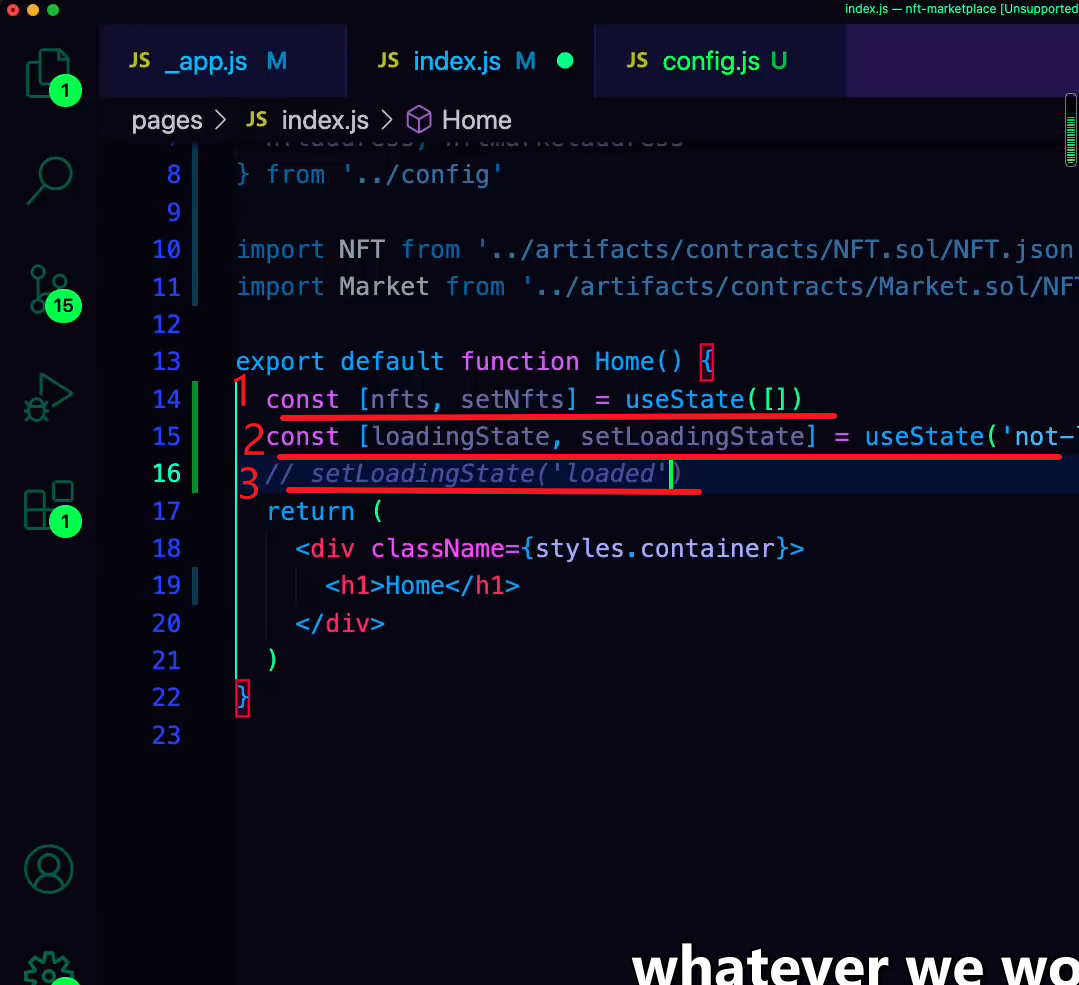 index.js — nft-marketplace [Unsupported
JS _app.js M JS index.js M JS config.js U
pages > JS index.js > Home
nftaddress, nftmarketaddress
8 } from '../config'
9
10 import NFT from '../artifacts/contracts/NFT.sol/NFT.json
11 import Market from '../artifacts/contracts/Market.sol/NFT
12
13 export default function Home() {
1
14 const [nfts, setNfts] = useState([])
2
15 const [loadingState, setLoadingState] = useState('not-l
3
16 // setLoadingState('loaded')
17 return (
18 <div className={styles.container}>
19 <h1>Home</h1>
20 </div>
21 )
22 }
23
1
15
1
whatever we wo